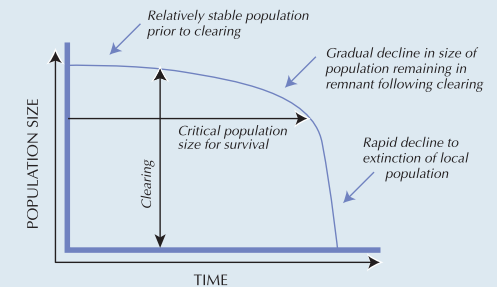 Relatively stable population
prior to clearing
Gradual decline in size of
population remaining in
remnant following clearing
Critical population
size for survival
Rapid decline to
extinction of local
population
Clearing
POPULATION SIZE
TIME